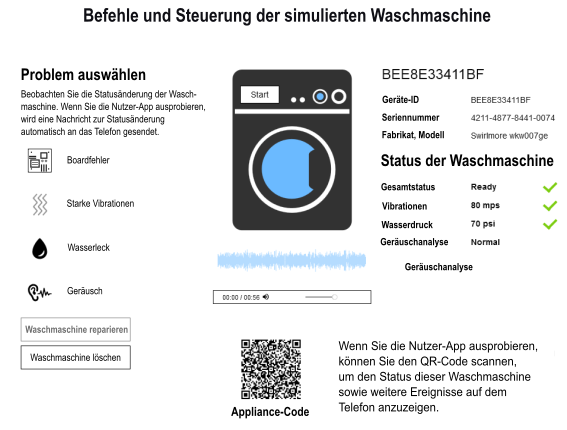 Befehle und Steuerung der simulierten Waschmaschine
Problem auswählen
Beobachten Sie die Statusänderung der Wasch-
maschine. Wenn Sie die Nutzer-App ausprobieren,
wird eine Nachricht zur Statusänderung
automatisch an das Telefon gesendet.
Boardfehler
Starke Vibrationen
Wasserleck
Geräusch
Waschmaschine reparieren
Waschmaschine löschen
Start
00:00 / 00:56
Appliance-Code
BEE8E33411BF
Geräte-ID BEE8E33411BF
Seriennummer 4211-4877-8441-0074
Fabrikat, Modell Swirlmore wkw007ge
Status der Waschmaschine
Gesamtstatus Ready
Vibrationen 80 mps
Wasserdruck 70 psi
Geräuschanalyse Normal
Geräuschanalyse
Wenn Sie die Nutzer-App ausprobieren,
können Sie den QR-Code scannen,
um den Status dieser Waschmaschine
sowie weitere Ereignisse auf dem
Telefon anzuzeigen.